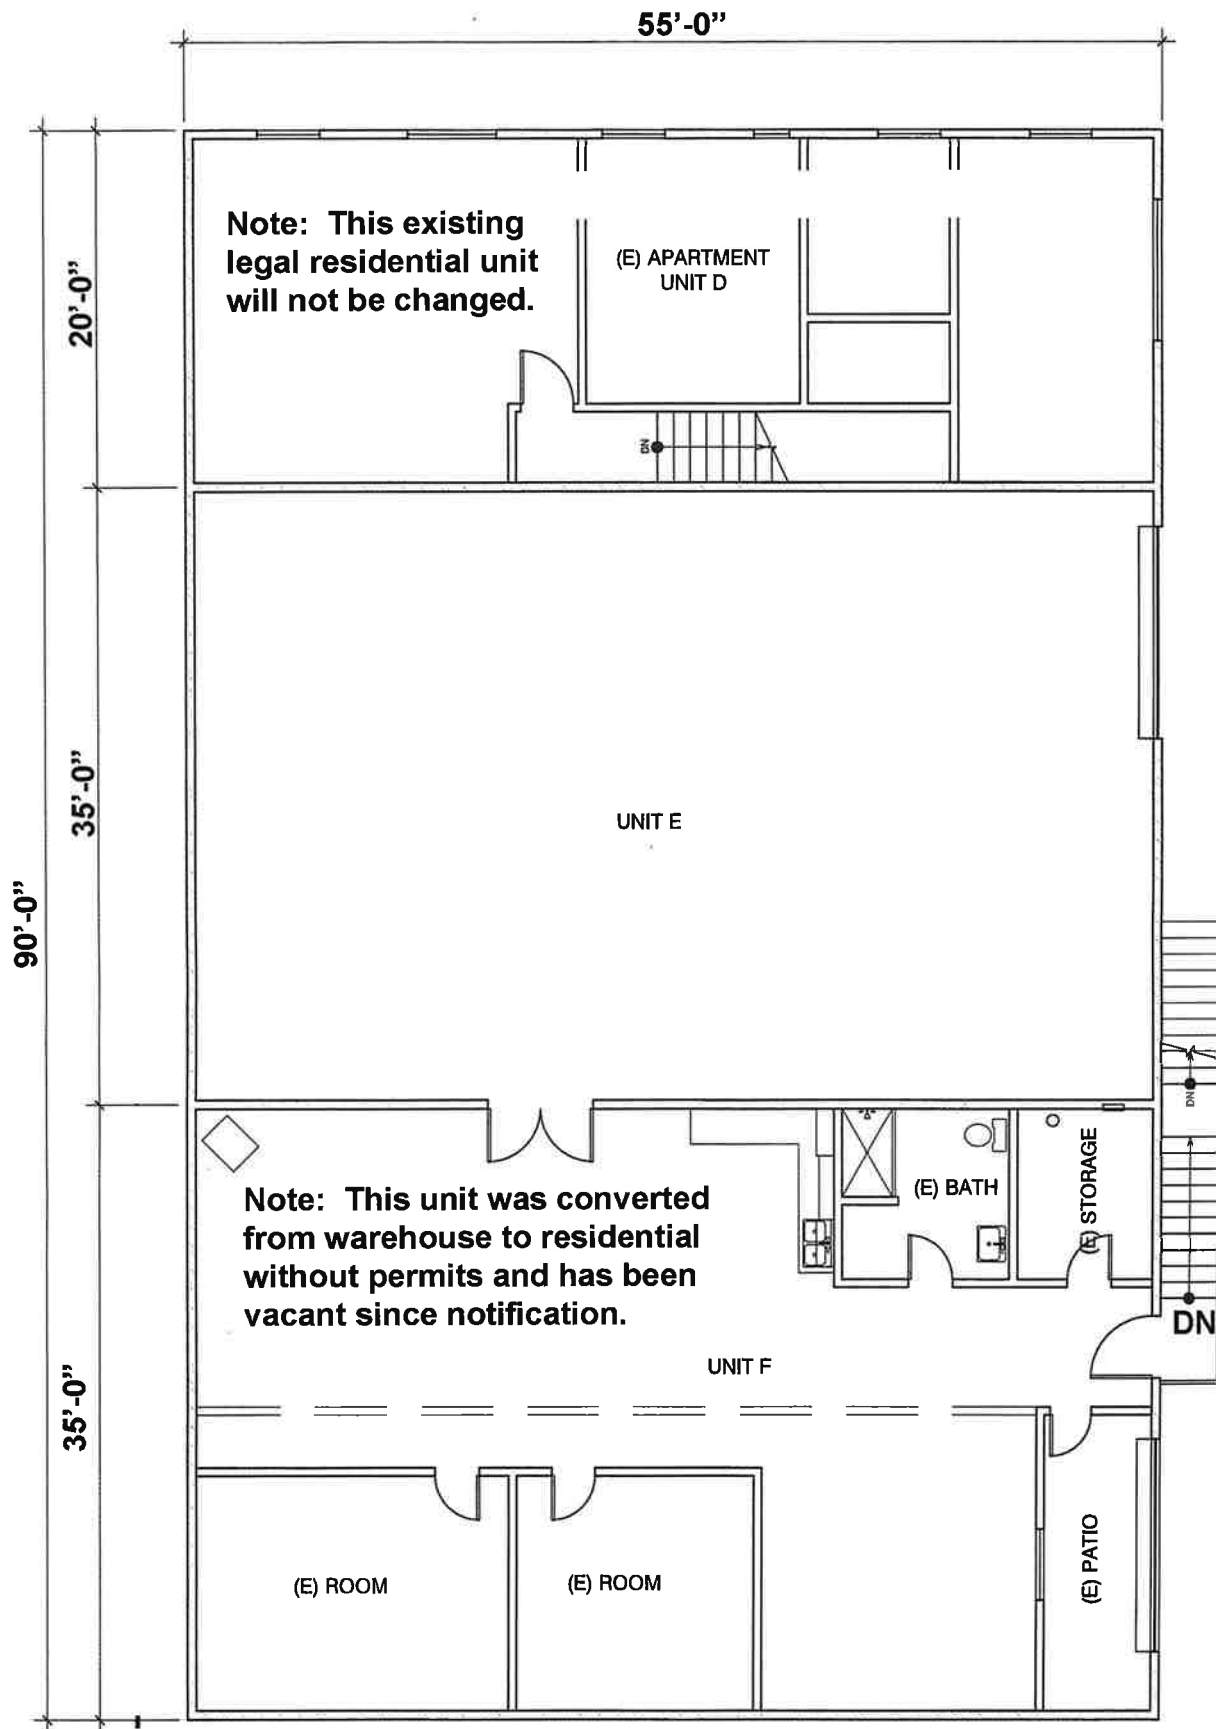 55’-0”
Note: This existing
legal residential unit
will not be changed.
(E) APARTMENT
UNIT D
20’-0”
DN
35’-0”
UNIT E
90’-0”
DN
(E) BATH
(E) STORAGE
Note: This unit was converted
from warehouse to residential
without permits and has been
vacant since notification.
DN
UNIT F
35’-0”
(E) ROOM
(E) ROOM
(E) PATIO